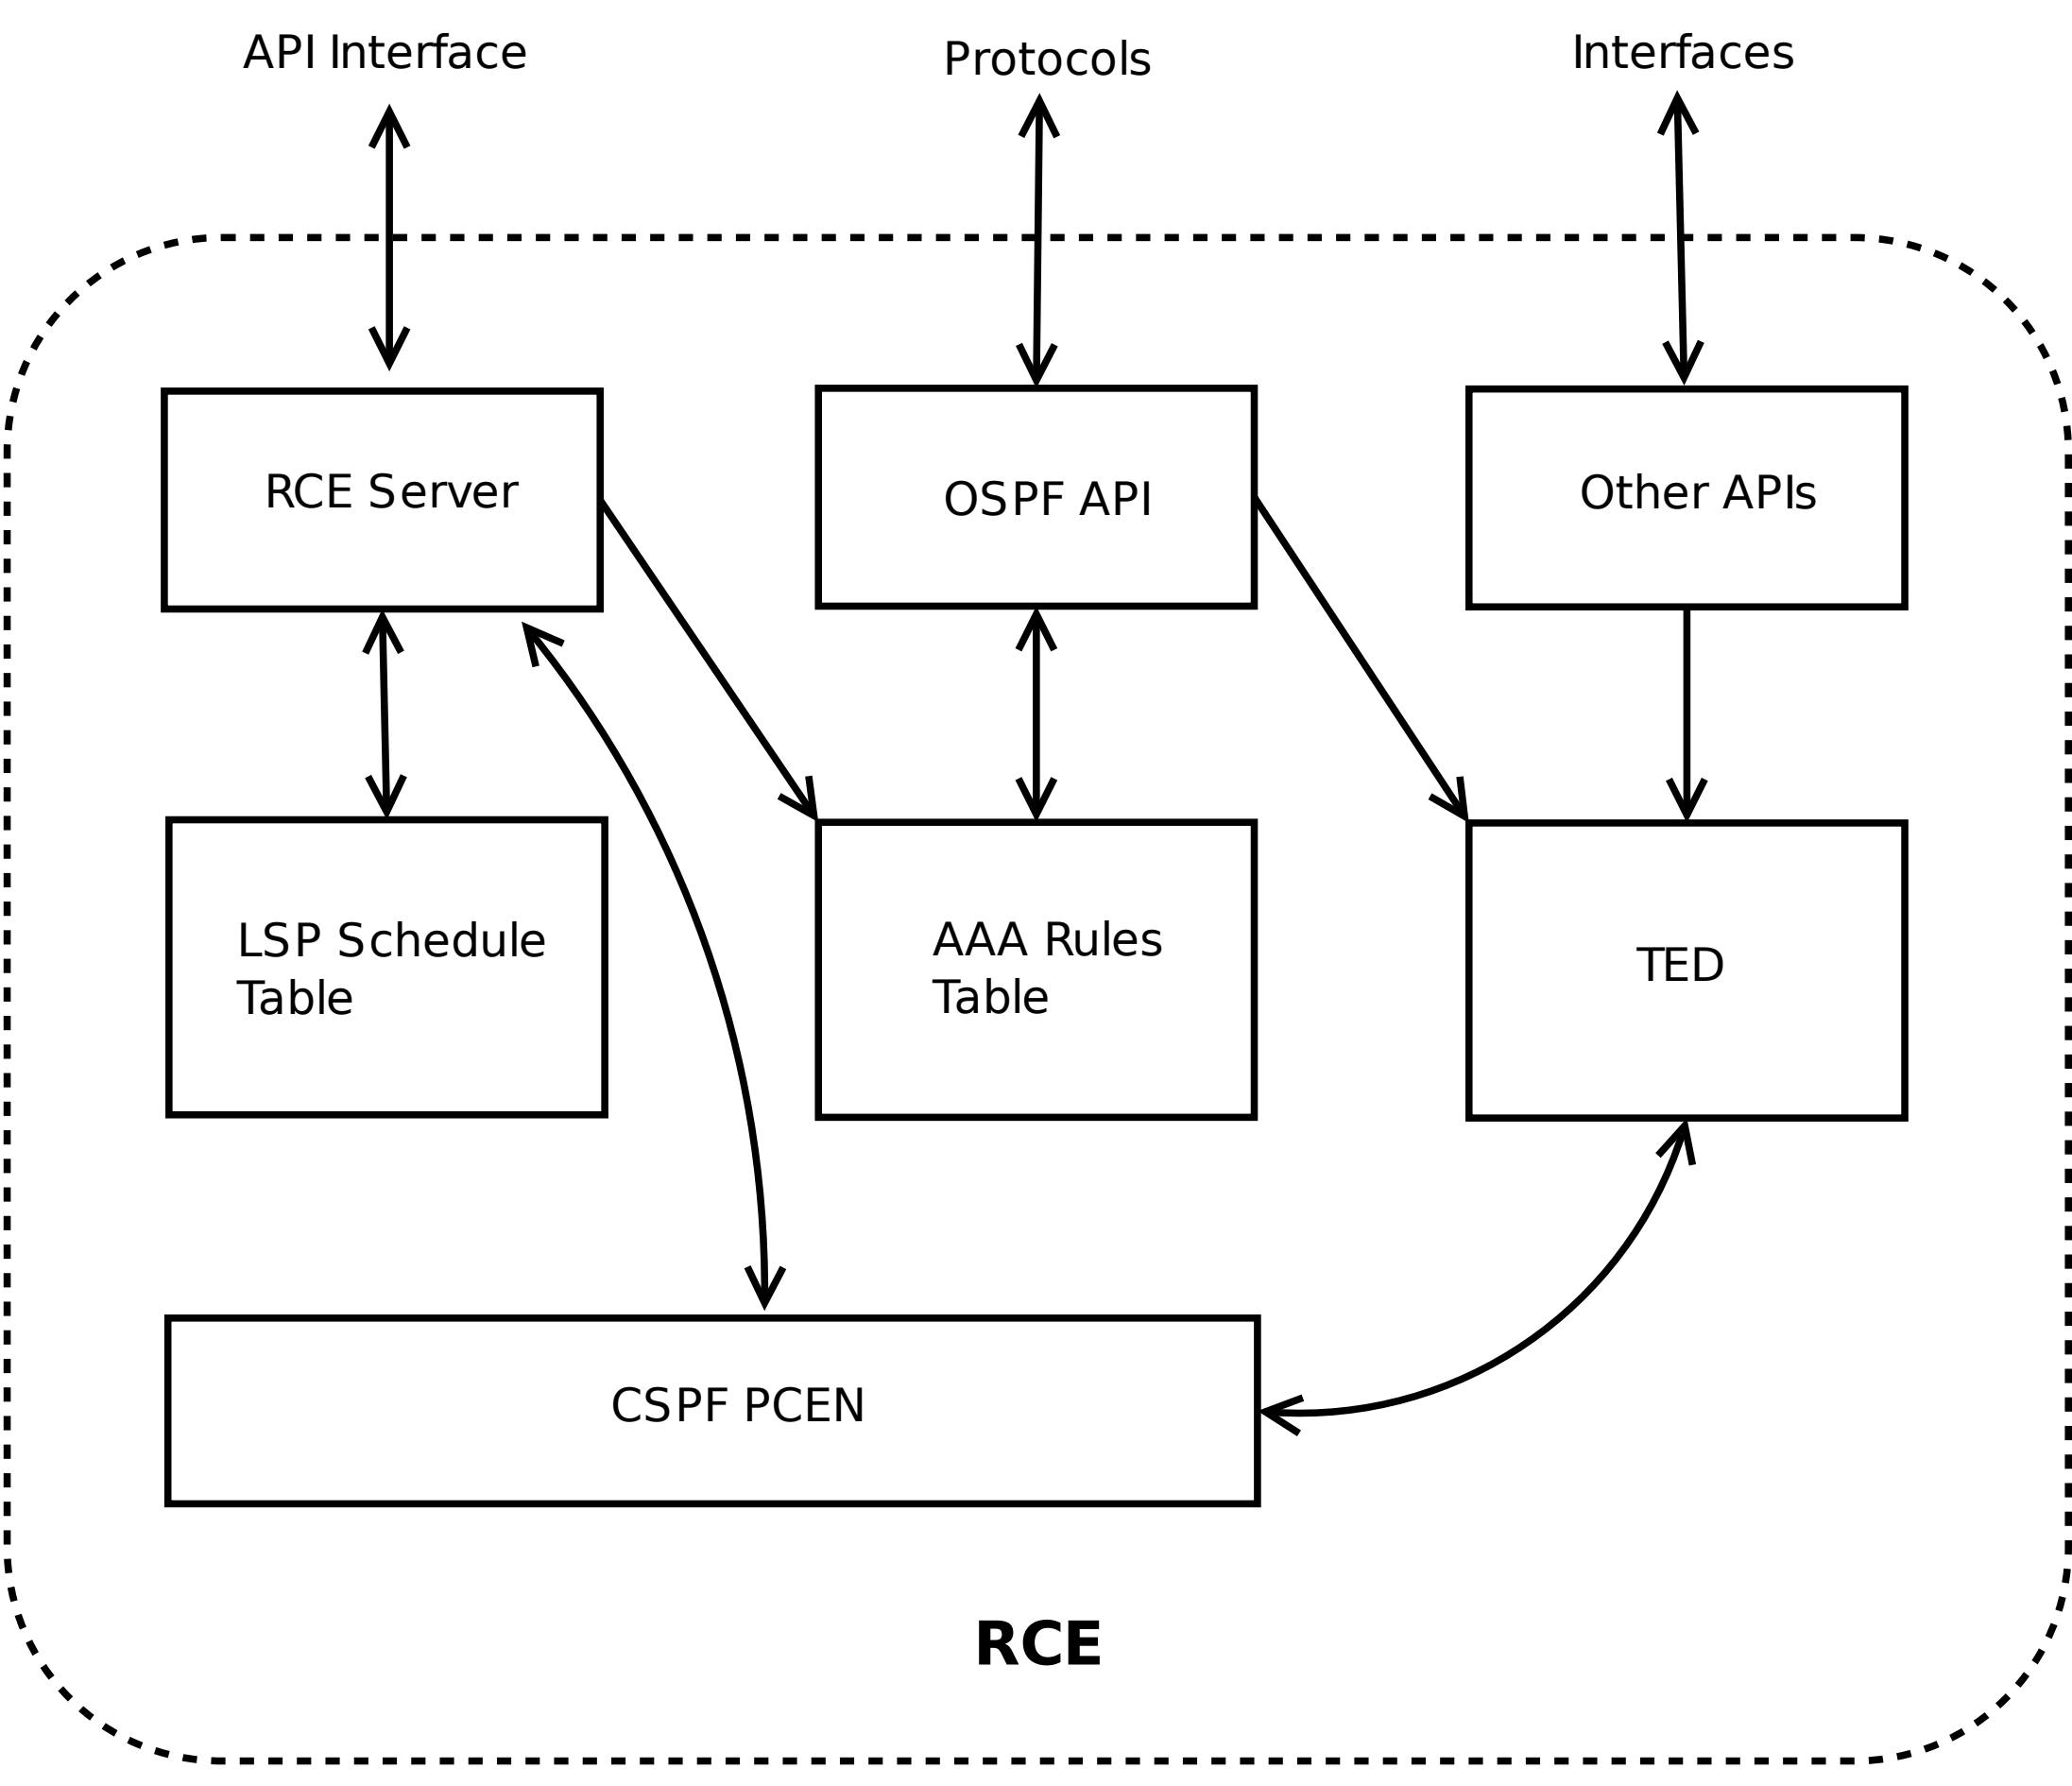 API Interface
Protocols
Interfaces
RCE Server
OSPF API
Other APIs
LSP Schedule
Table
AAA Rules
Table
TED
CSPF PCEN
RCE